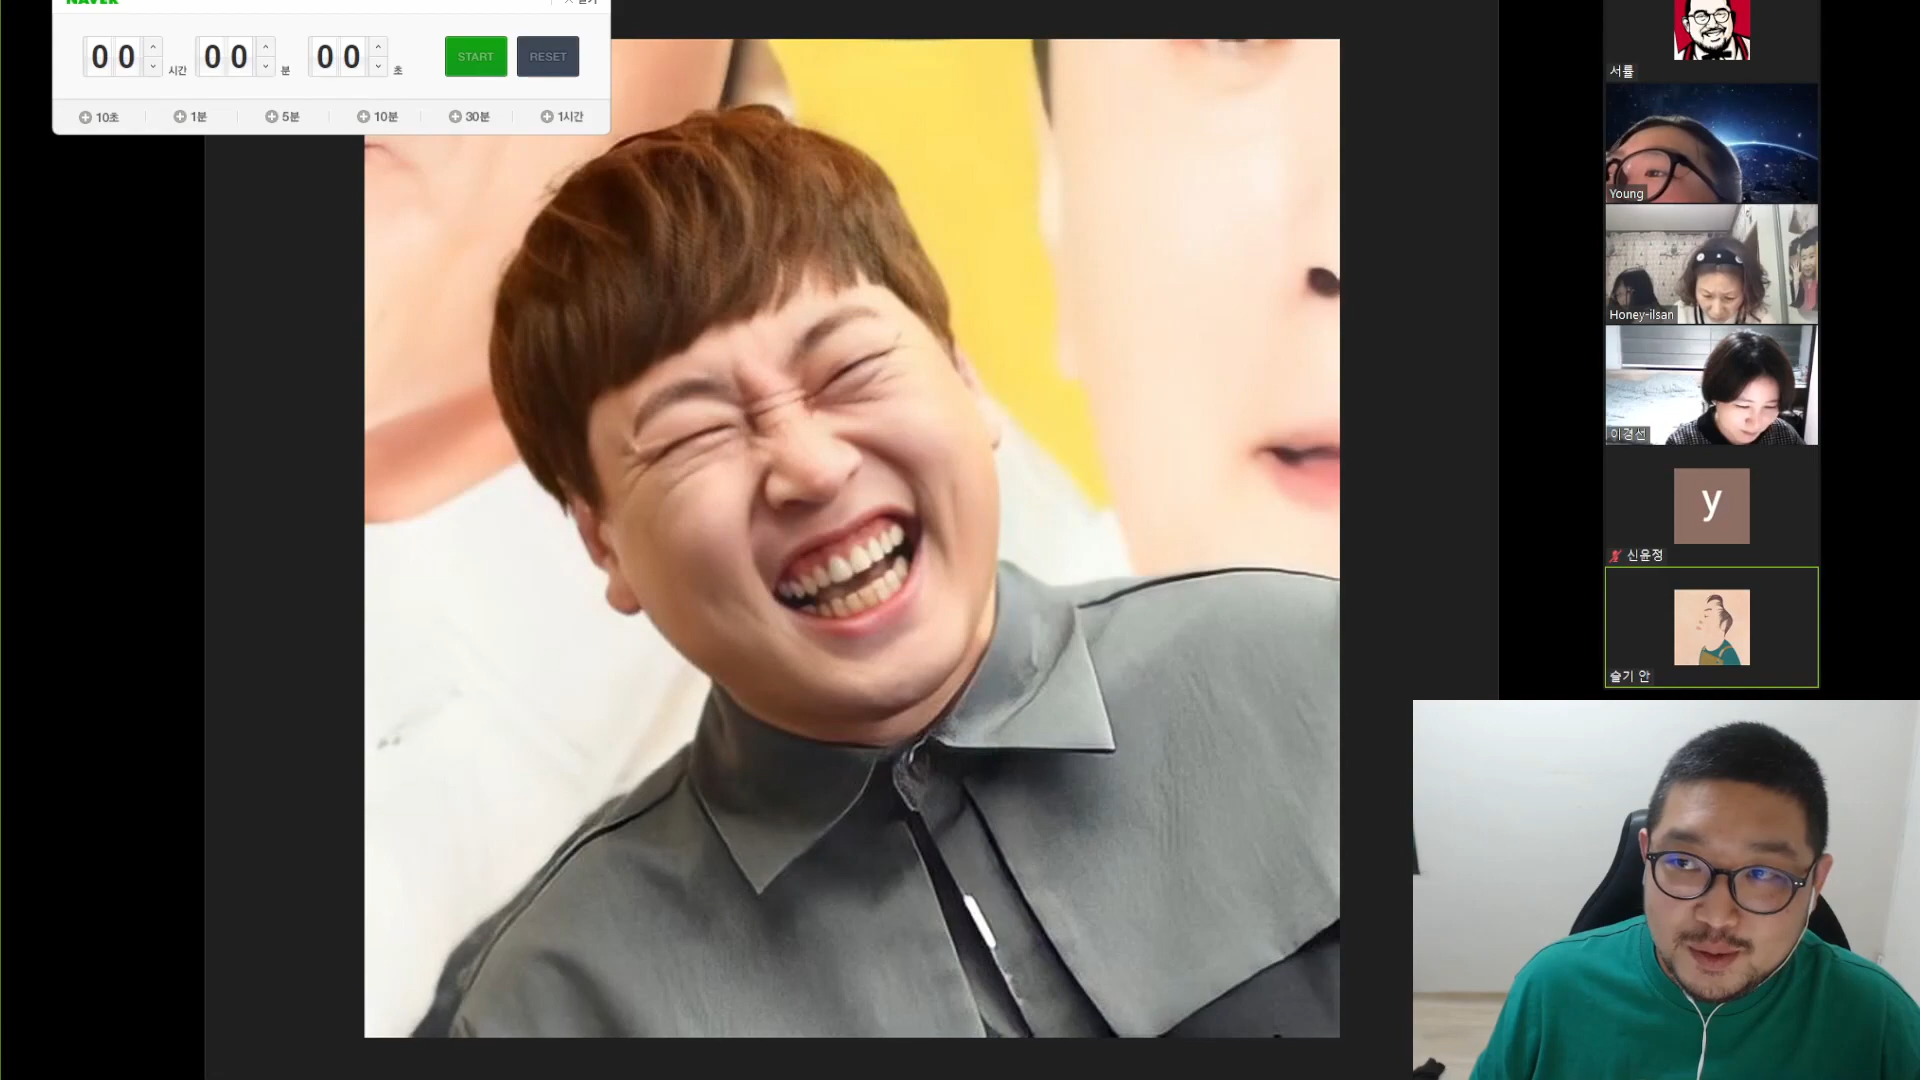 NAVER
00 시간 00 분 00 초 START RESET
10초 1분 5분 10분 30분 1시간
서률
Young
Honey-ilsan
이경선
y
신윤정
슬기 안